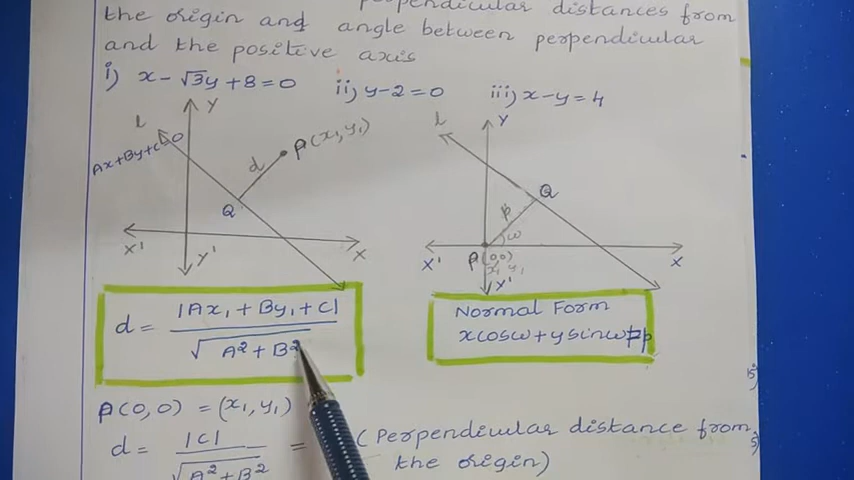 perpendicular distances from
the origin and angle between perpendicular
and the positive axis
i) x - √3y + 8 = 0 ii) y - 2 = 0 iii) x - y = 4
l Y l Y
Ax + By + C = 0 d P(x₁, y₁)
Q p Q
ω
X' X X' P(0,0) X
x₁ y₁
Y' Y'
d = |Ax₁ + By₁ + C| / √A² + B²
Normal Form
x cos ω + y sin ω = p
P(0, 0) = (x₁, y₁)
d = |C| / √A² + B² = (Perpendicular distance from
the origin)